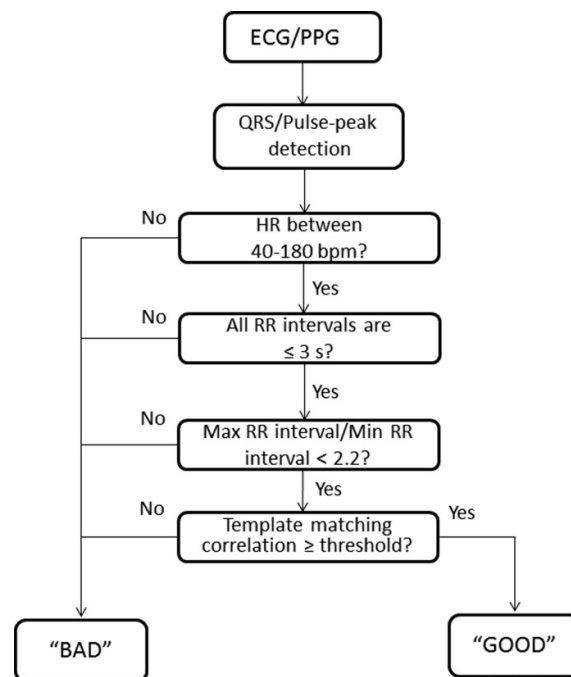 ECG/PPG
QRS/Pulse-peak
detection
No
HR between
40-180 bpm?
Yes
No
All RR intervals are
≤ 3 s?
Yes
No
Max RR interval/Min RR
interval < 2.2?
Yes
No
Template matching
correlation ≥ threshold?
Yes
“BAD”
“GOOD”